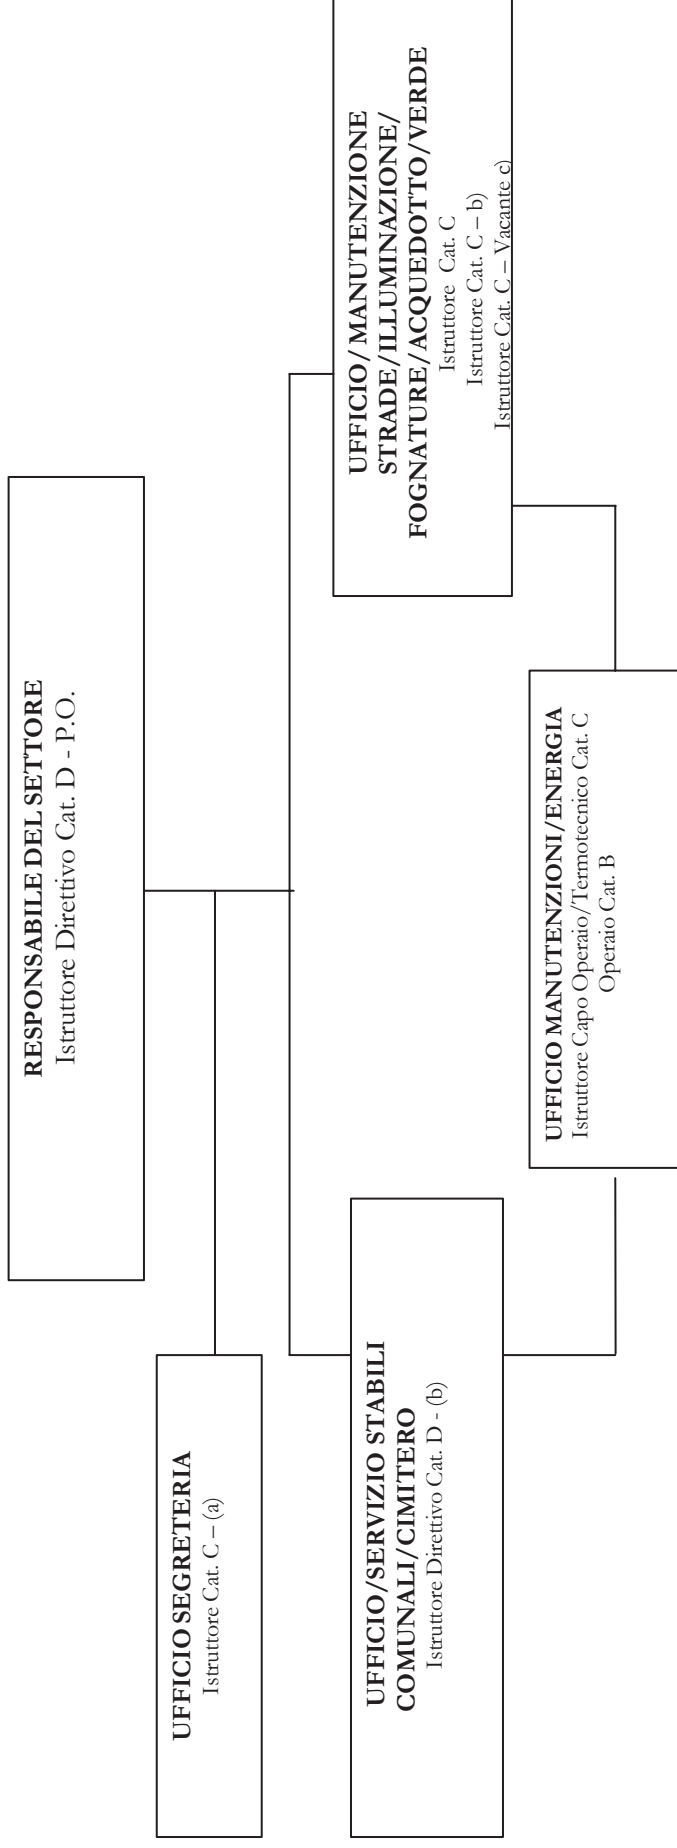 RESPONSABILE DEL SETTORE
Istruttore Direttivo Cat. D - P.O.
UFFICIO SEGRETERIA
Istruttore Cat. C – (a)
UFFICIO/SERVIZIO STABILI
COMUNALI/CIMITERO
Istruttore Direttivo Cat. D - (b)
UFFICIO/MANUTENZIONE
STRADE/ILLUMINAZIONE/
FOGNATURE/ACQUEDOTTO/VERDE
Istruttore Cat. C
Istruttore Cat. C – b)
Istruttore Cat. C – Vacante c)
UFFICIO MANUTENZIONI/ENERGIA
Istruttore Capo Operaio/Termotecnico Cat. C
Operaio Cat. B